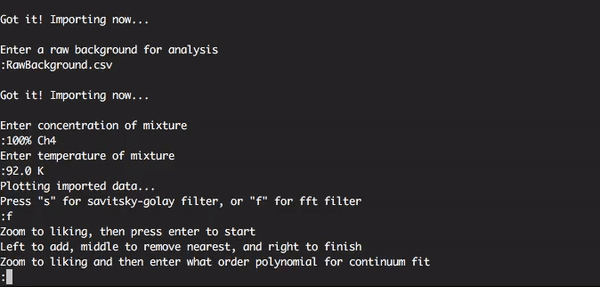 Got it! Importing now...
Enter a raw background for analysis
:RawBackground.csv
Got it! Importing now...
Enter concentration of mixture
:100% Ch4
Enter temperature of mixture
:92.0 K
Plotting imported data...
Press "s" for savitsky-golay filter, or "f" for fft filter
:f
Zoom to liking, then press enter to start
Left to add, middle to remove nearest, and right to finish
Zoom to liking and then enter what order polynomial for continuum fit
: